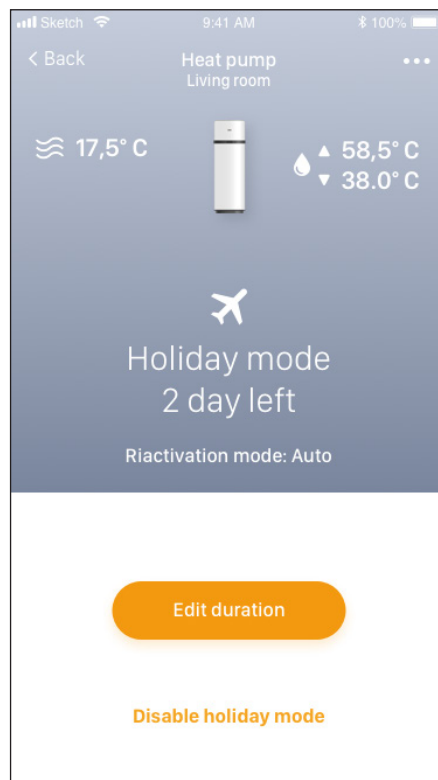 Sketch 9:41 AM 100%
< Back Heat pump •••
Living room
17,5° C ▲ 58,5° C
▼ 38.0° C
Holiday mode
2 day left
Riactivation mode: Auto
Edit duration
Disable holiday mode